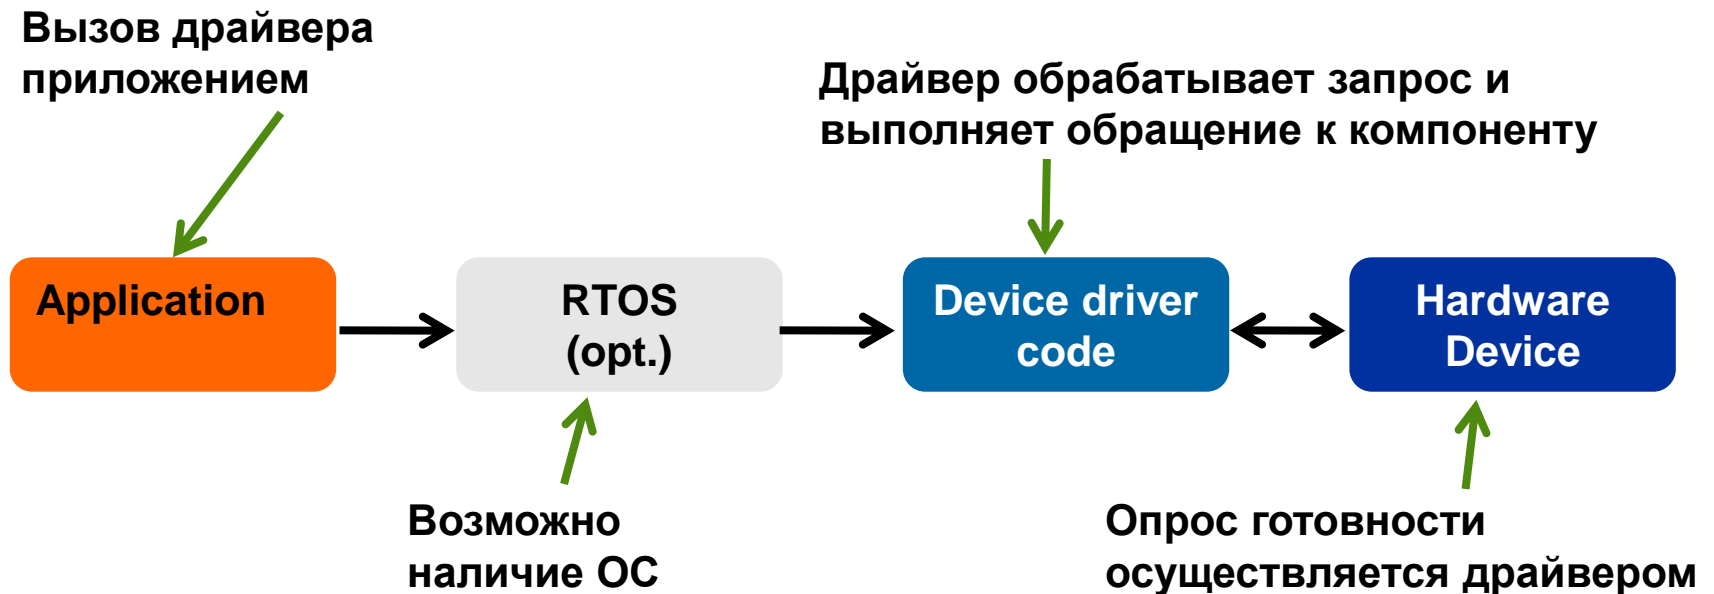 Вызов драйвера
приложением
Драйвер обрабатывает запрос и
выполняет обращение к компоненту
Application
RTOS
(opt.)
Device driver
code
Hardware
Device
Возможно
наличие ОС
Опрос готовности
осуществляется драйвером